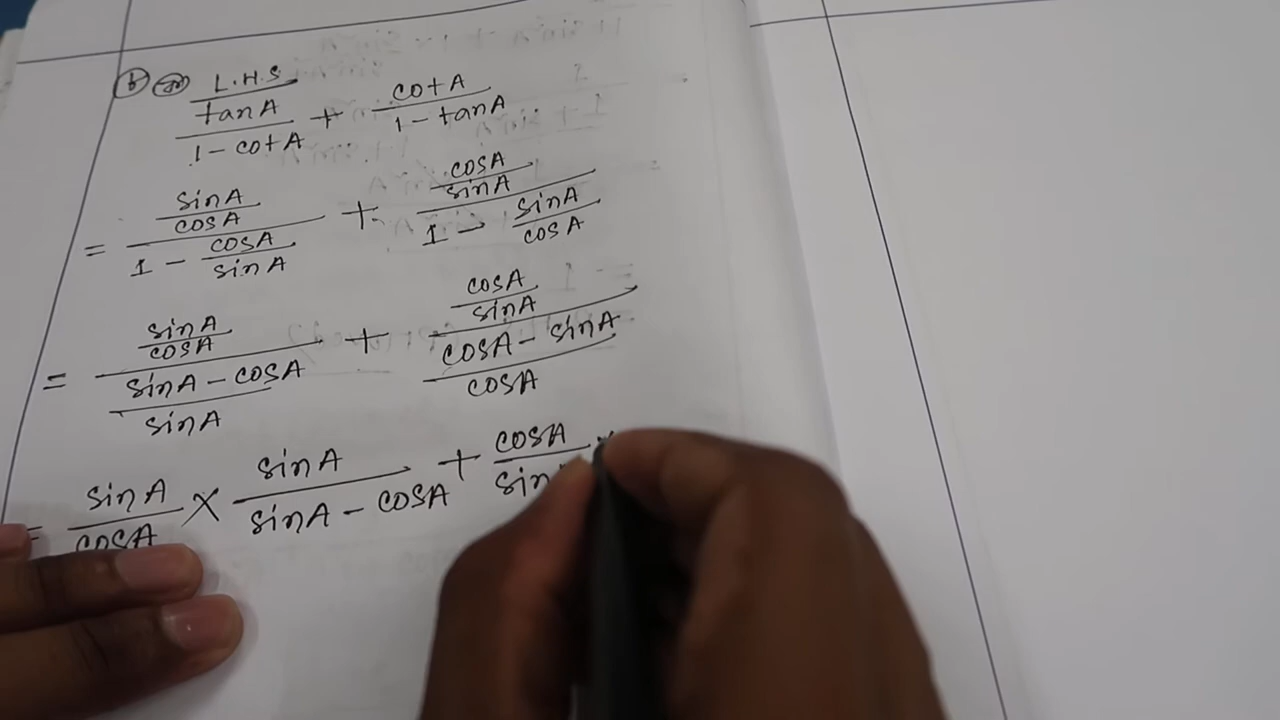 L.H.S
tanA / 1 - cotA + cotA / 1 - tanA
= sinA/cosA / 1 - cosA/sinA + cosA/sinA / 1 - sinA/cosA
= sinA/cosA / sinA - cosA/sinA + cosA/sinA / cosA - sinA/cosA
= sinA/cosA × sinA/sinA - cosA + cosA/sin